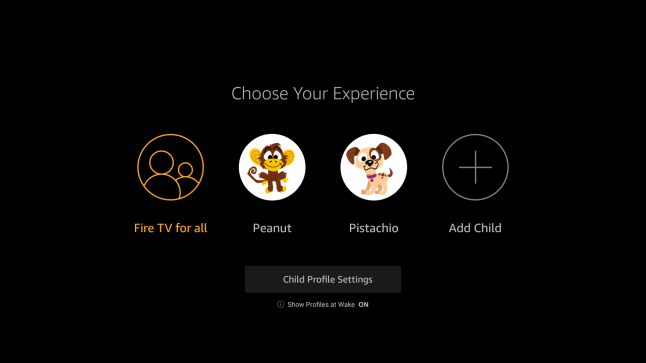 Choose Your Experience
Fire TV for all
Peanut
Pistachio
Add Child
Child Profile Settings
Show Profiles at Wake ON